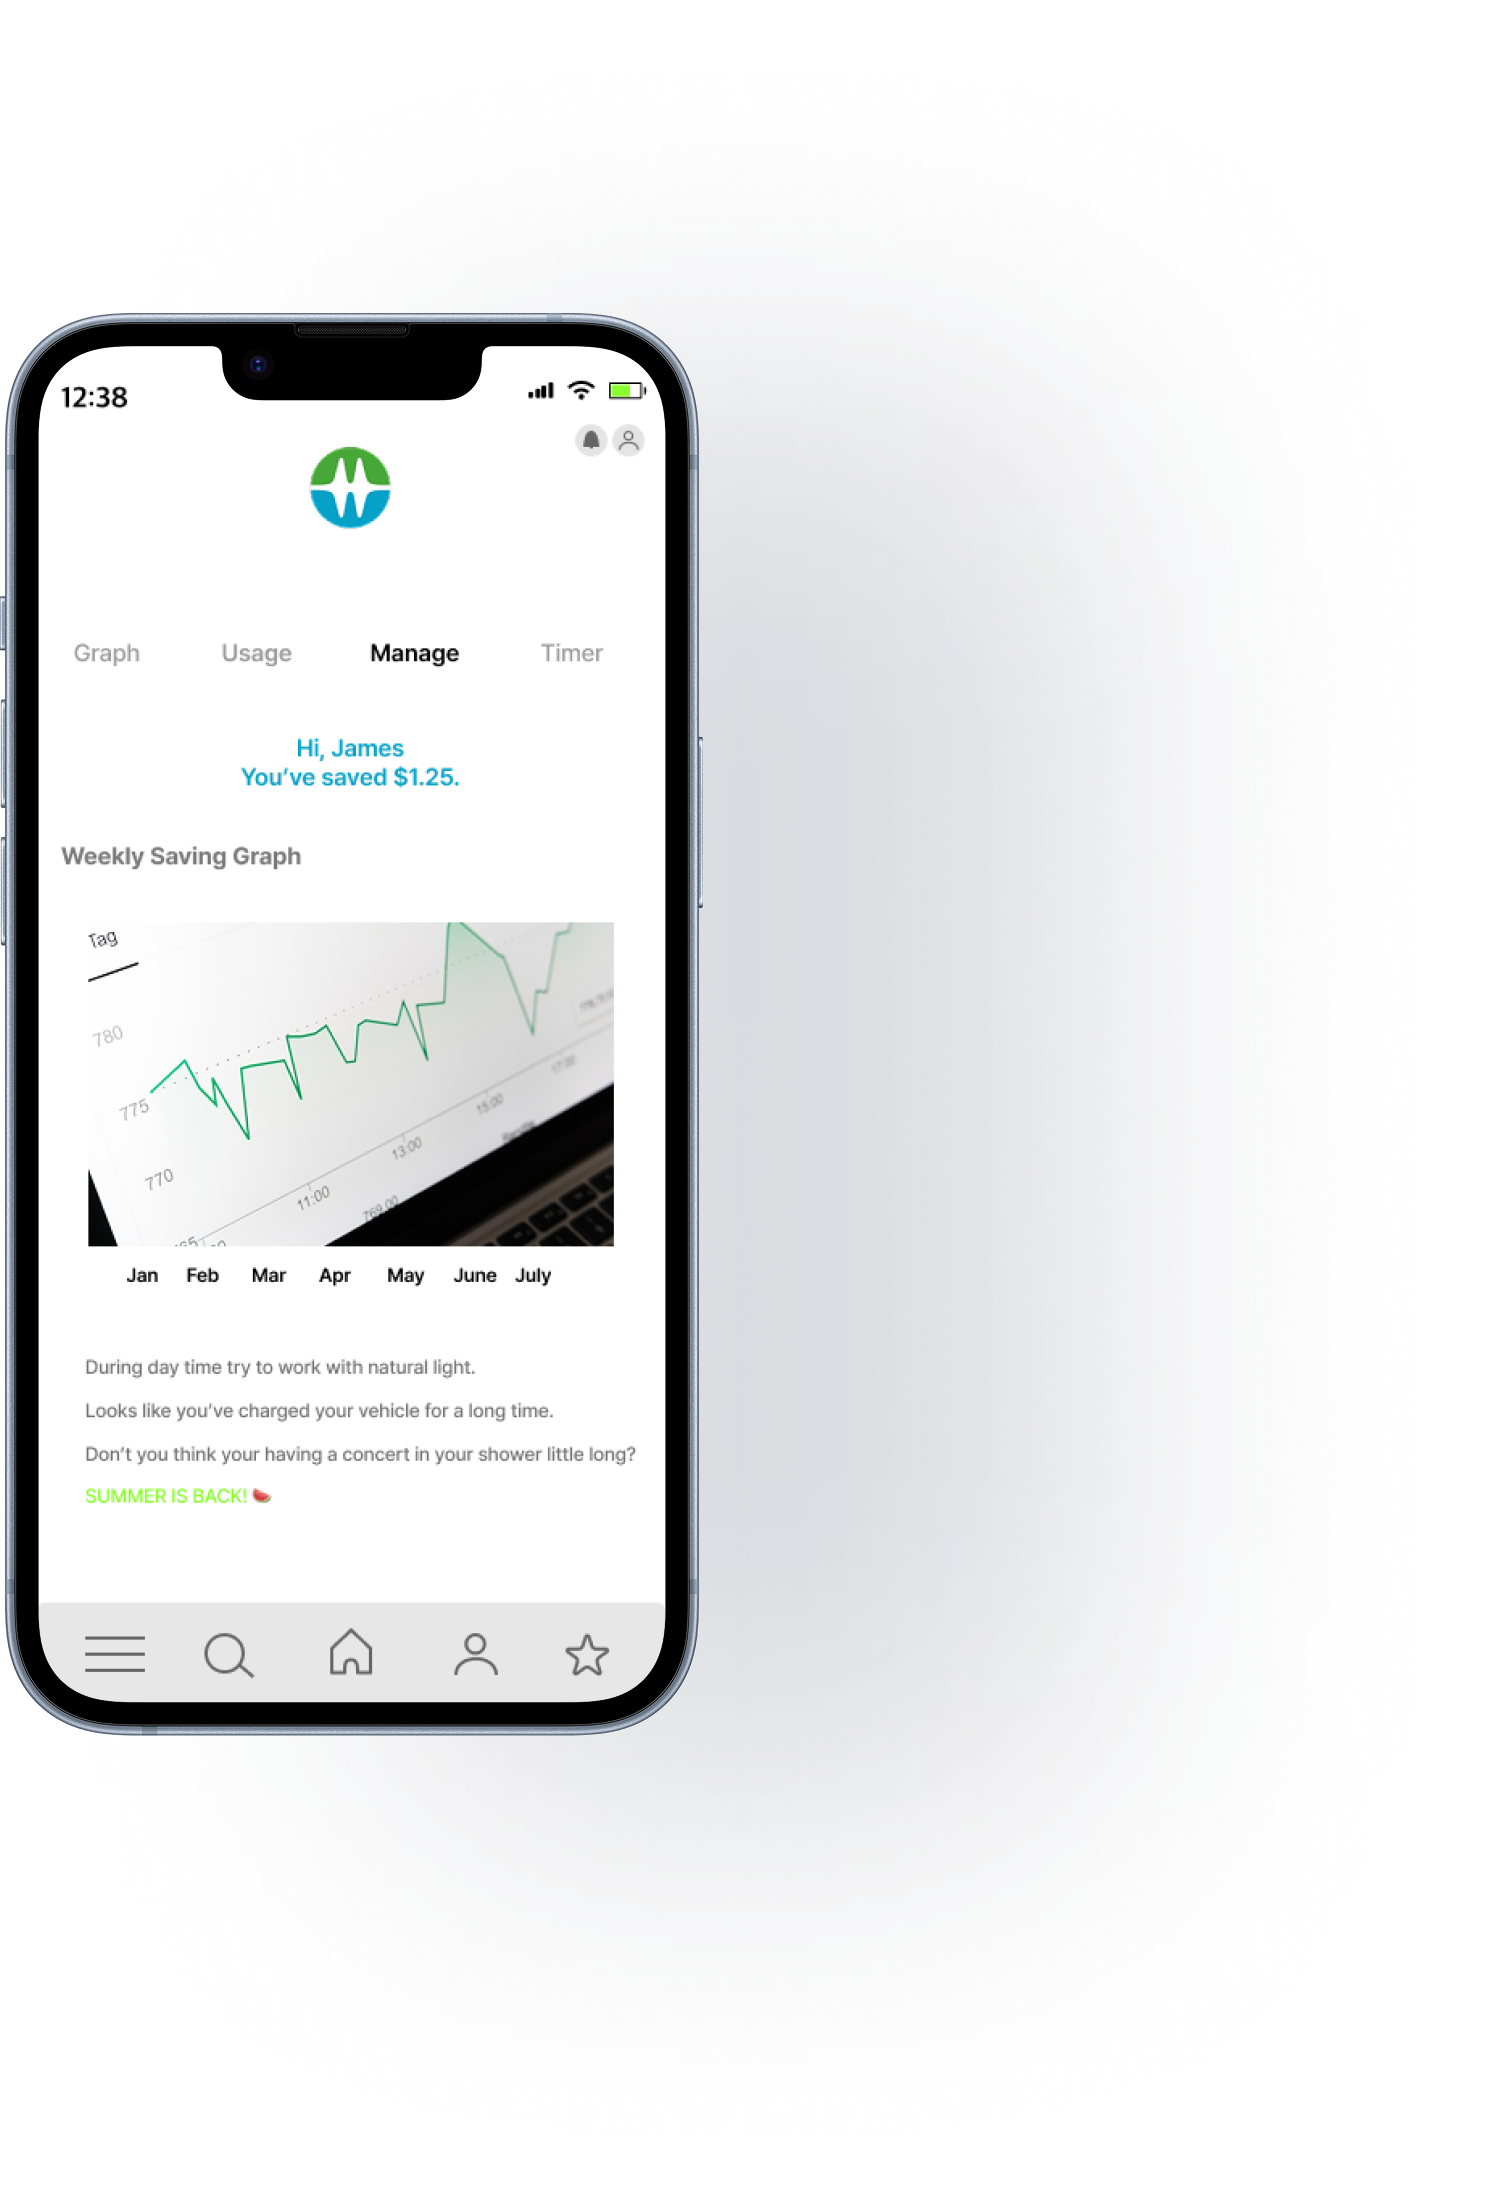 12:38
Graph Usage Manage Timer
Hi, James
You've saved $1.25.
Weekly Saving Graph
Tag
780
775
770
17:00
15:00
13:00
11:00
769.00
Jan Feb Mar Apr May June July
During day time try to work with natural light.
Looks like you've charged your vehicle for a long time.
Don't you think your having a concert in your shower little long?
SUMMER IS BACK! 🍉